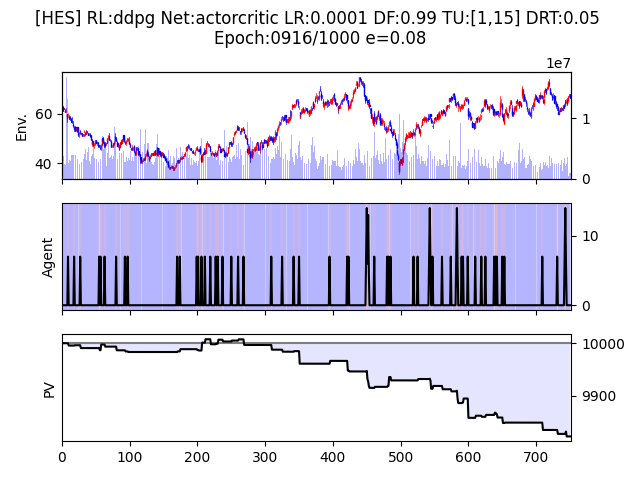 [HES] RL:ddpg Net:actorcritic LR:0.0001 DF:0.99 TU:[1,15] DRT:0.05
Epoch:0916/1000 e=0.08
1e7
Env.
60
40
1
0
Agent
10
0
PV
10000
9900
0 100 200 300 400 500 600 700